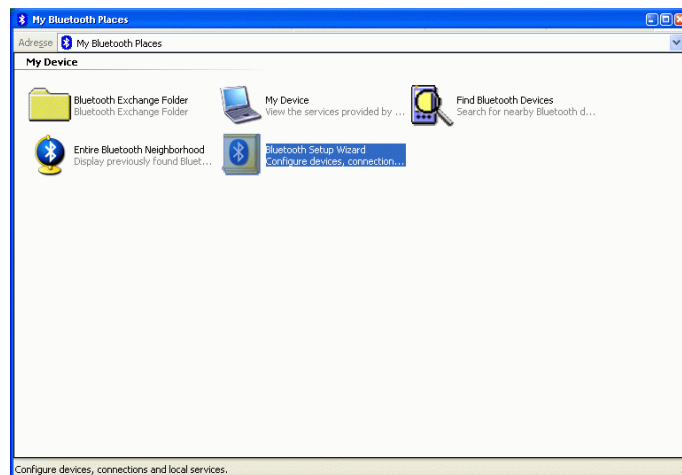 My Bluetooth Places
Adresse My Bluetooth Places
My Device
Bluetooth Exchange Folder
Bluetooth Exchange Folder
My Device
View the services provided by ...
Find Bluetooth Devices
Search for nearby Bluetooth d...
Entire Bluetooth Neighborhood
Display previously found Bluet...
Bluetooth Setup Wizard
Configure devices, connection...
Configure devices, connections and local services.